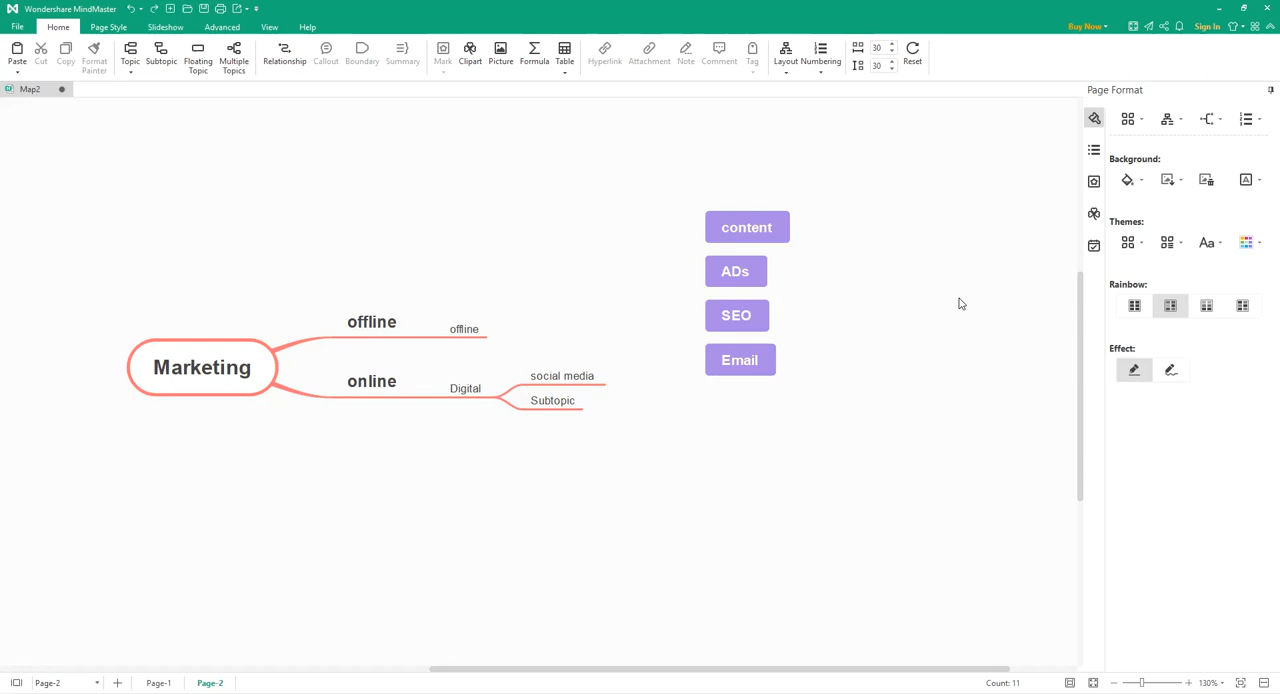 Wondershare MindMaster
File Home Page Style Slideshow Advanced View Help Buy Now Sign In
Paste Cut Copy Format Painter Topic Subtopic Floating Topic Multiple Topics Relationship Callout Boundary Summary Mark Clipart Picture Formula Table Hyperlink Attachment Note Comment Tag Layout Numbering 30 30 Reset
Map2
Page Format
Background:
Themes:
Aa
Rainbow:
Effect:
content
ADs
SEO
Email
offline
offline
Marketing
online
Digital
social media
Subtopic
Page-2 Page-1 Page-2 Count: 11 130%